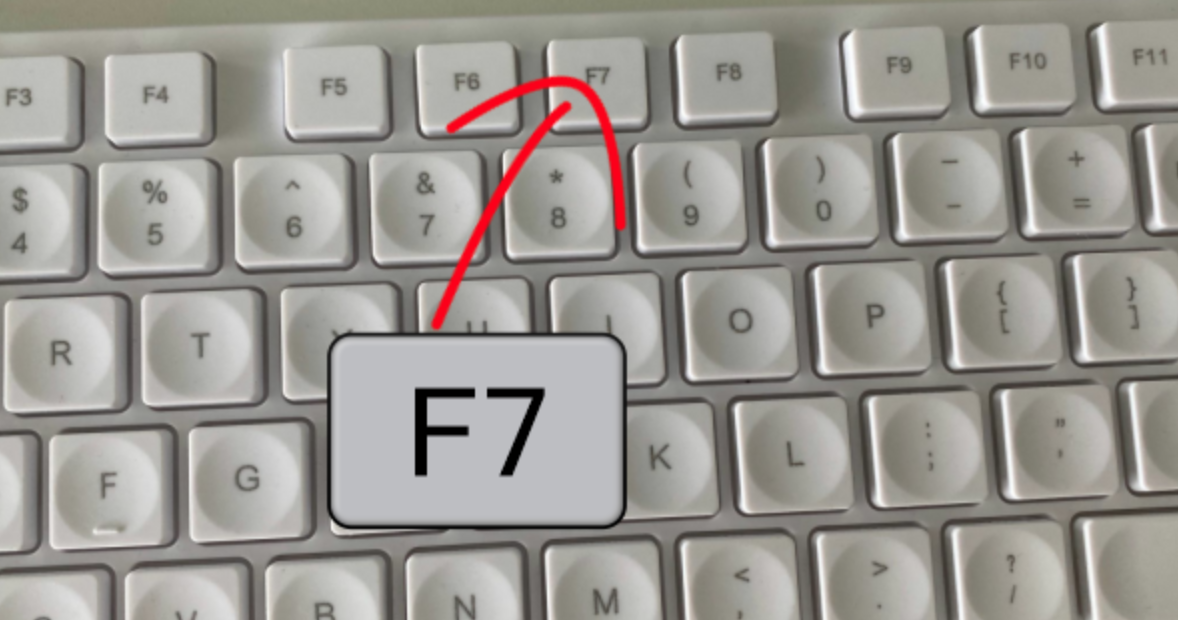 F3 F4 F5 F6 F7 F8 F9 F10 F11
$ % ^ & * ( ) _ +
4 5 6 7 8 9 0 - =
R T U I O P { [ } ]
F G K L : ; " '
F7
V B N M < , > . ? /